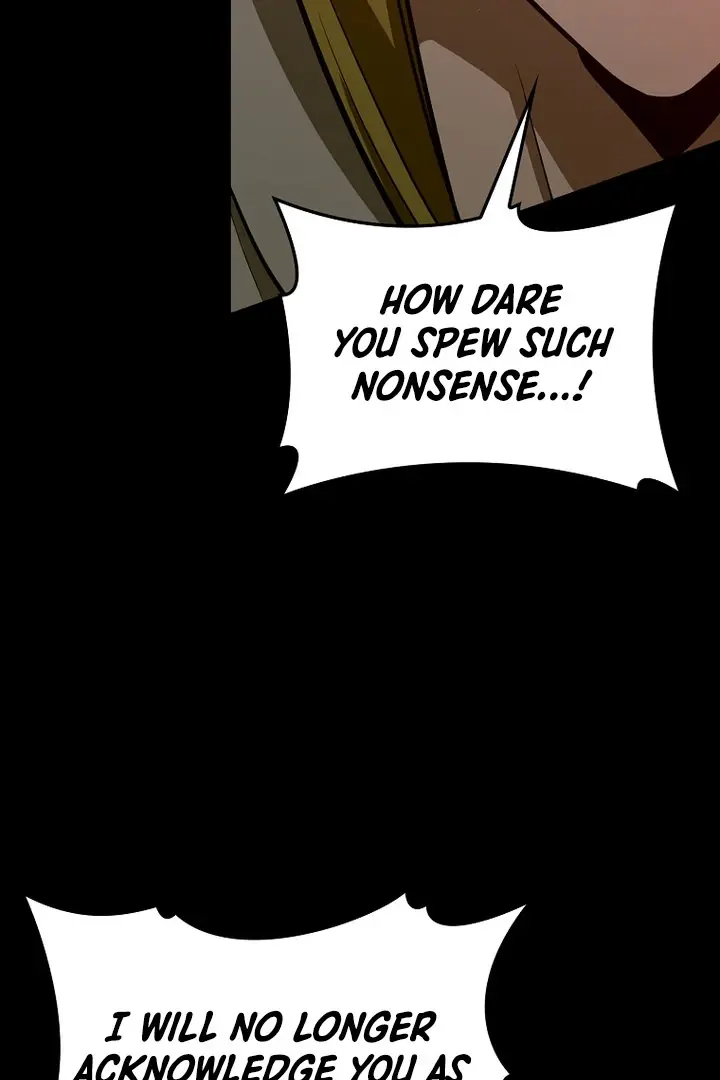 HOW DARE
YOU SPEW SUCH
NONSENSE...!
I WILL NO LONGER
ACKNOWLEDGE YOU AS